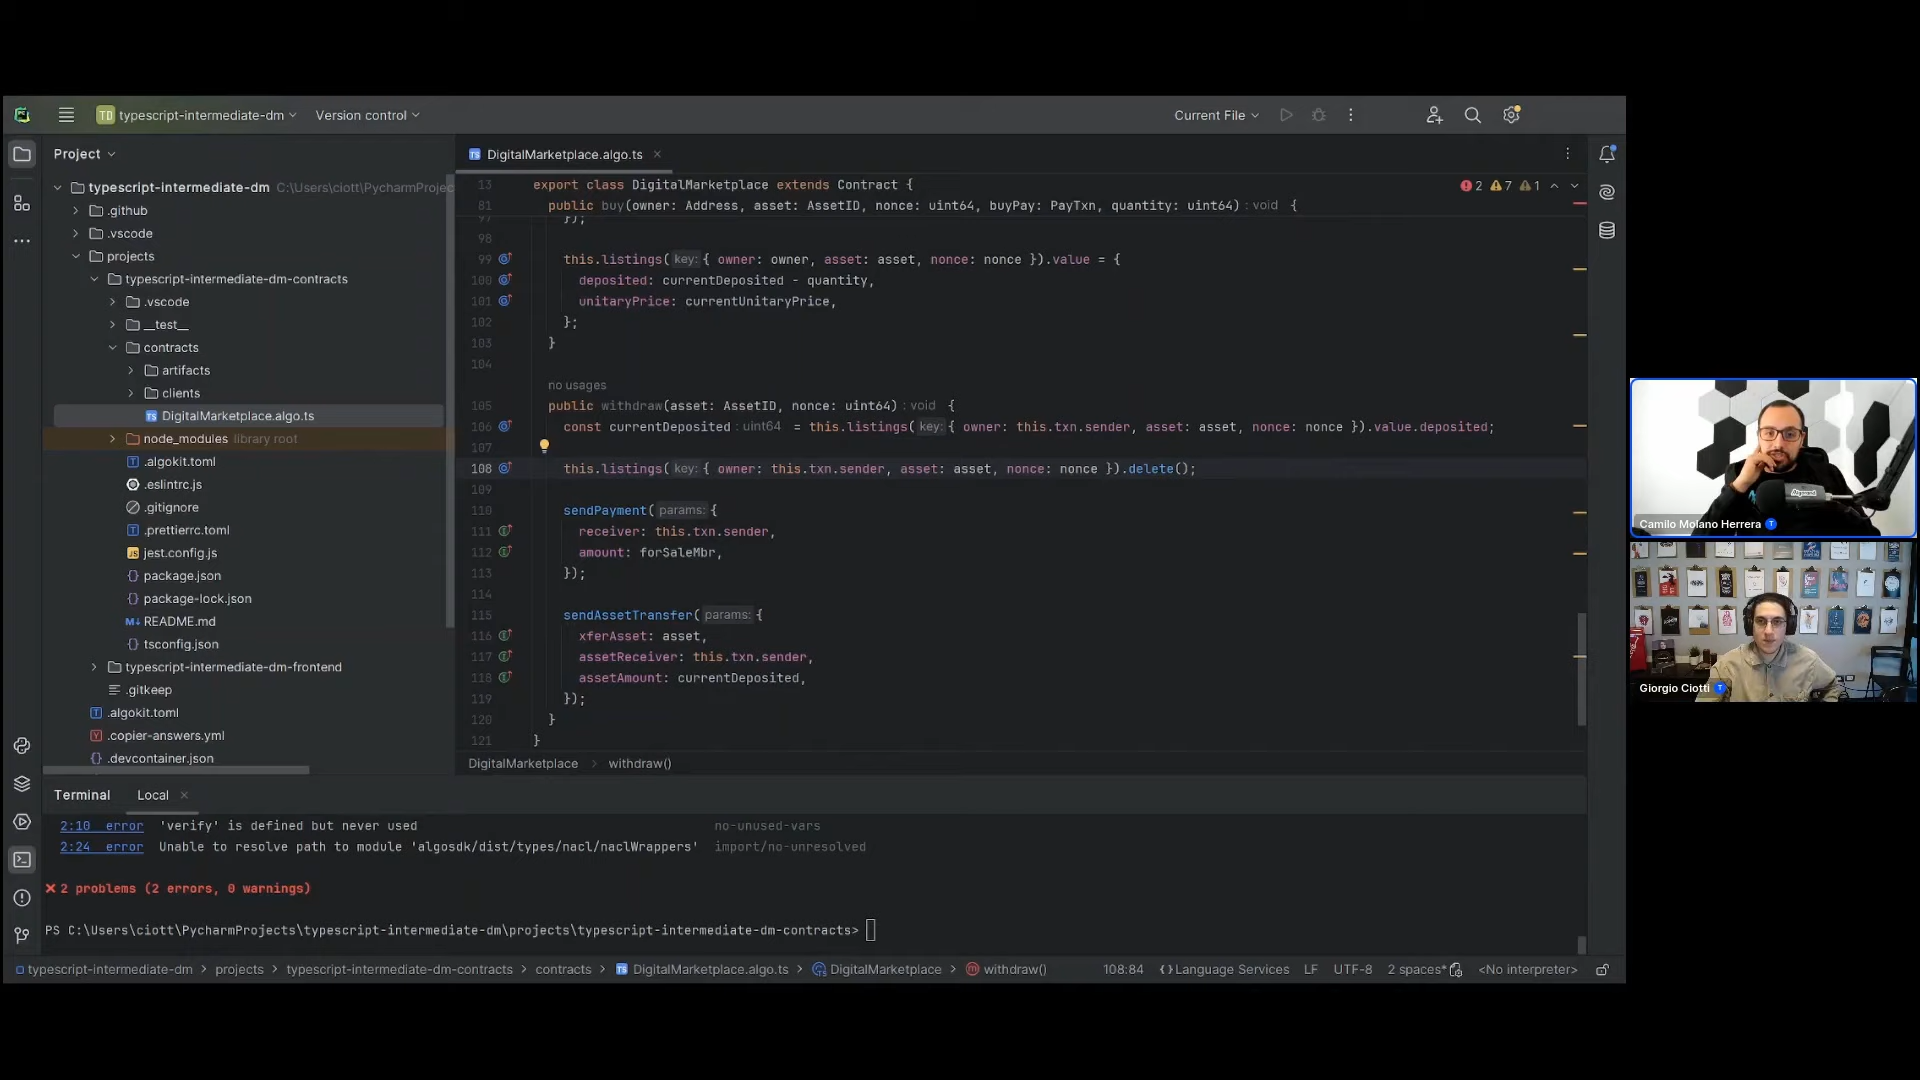 TD typescript-intermediate-dm
Version control
Current File
Project
DigitalMarketplace.algo.ts
typescript-intermediate-dm C:\Users\ciott\PycharmProjec
.github
.vscode
projects
typescript-intermediate-dm-contracts
.vscode
__test__
contracts
artifacts
clients
DigitalMarketplace.algo.ts
node_modules library root
.algokit.toml
.eslintrc.js
.gitignore
.prettierrc.toml
jest.config.js
package.json
package-lock.json
README.md
tsconfig.json
typescript-intermediate-dm-frontend
.gitkeep
.algokit.toml
.copier-answers.yml
.devcontainer.json
2 7 1
13 export class DigitalMarketplace extends Contract {
81 public buy(owner: Address, asset: AssetID, nonce: uint64, buyPay: PayTxn, quantity: uint64) : void {
97 });
98
99 this.listings( key: { owner: owner, asset: asset, nonce: nonce }).value = {
100 deposited: currentDeposited - quantity,
101 unitaryPrice: currentUnitaryPrice,
102 };
103 }
104
no usages
105 public withdraw(asset: AssetID, nonce: uint64) : void {
106 const currentDeposited : uint64 = this.listings( key: { owner: this.txn.sender, asset: asset, nonce: nonce }).value.deposited;
107
108 this.listings( key: { owner: this.txn.sender, asset: asset, nonce: nonce }).delete();
109
110 sendPayment( params: {
111 receiver: this.txn.sender,
112 amount: forSaleMbr,
113 });
114
115 sendAssetTransfer( params: {
116 xferAsset: asset,
117 assetReceiver: this.txn.sender,
118 assetAmount: currentDeposited,
119 });
120 }
121 }
DigitalMarketplace > withdraw()
Terminal Local
2:10 error 'verify' is defined but never used no-unused-vars
2:24 error Unable to resolve path to module 'algosdk/dist/types/nacl/naclWrappers' import/no-unresolved
✕ 2 problems (2 errors, 0 warnings)
PS C:\Users\ciott\PycharmProjects\typescript-intermediate-dm\projects\typescript-intermediate-dm-contracts>
typescript-intermediate-dm > projects > typescript-intermediate-dm-contracts > contracts > DigitalMarketplace.algo.ts > DigitalMarketplace > withdraw()
108:84 {} Language Services LF UTF-8 2 spaces* <No interpreter>
Algorand
Camilo Molano Herrera
Giorgio Ciotti